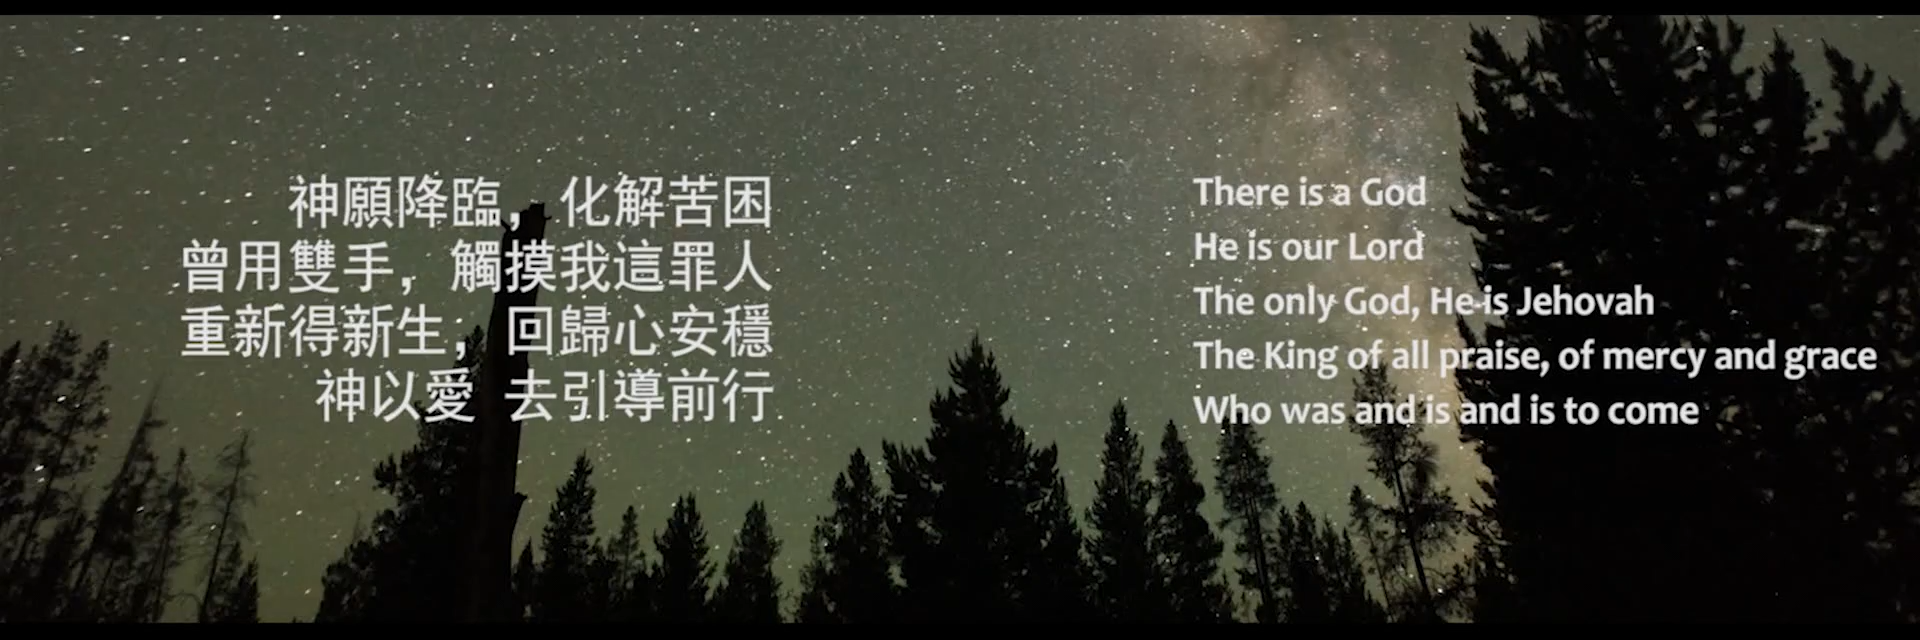 神願降臨，化解苦困
曾用雙手，觸摸我這罪人
重新得新生，回歸心安穩
神以愛 去引導前行
There is a God
He is our Lord
The only God, He is Jehovah
The King of all praise, of mercy and grace
Who was and is and is to come